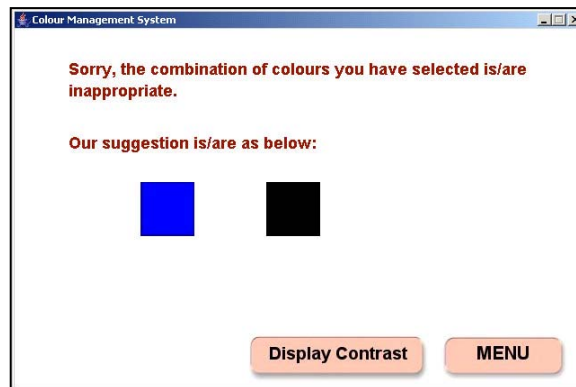 Colour Management System
Sorry, the combination of colours you have selected is/are
inappropriate.
Our suggestion is/are as below:
Display Contrast
MENU